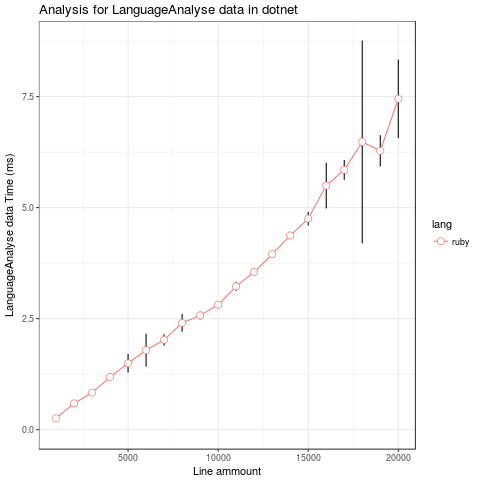 Analysis for LanguageAnalyse data in dotnet
LanguageAnalyse data Time (ms)
7.5
5.0
2.5
0.0
5000
10000
15000
20000
Line ammount
lang
ruby